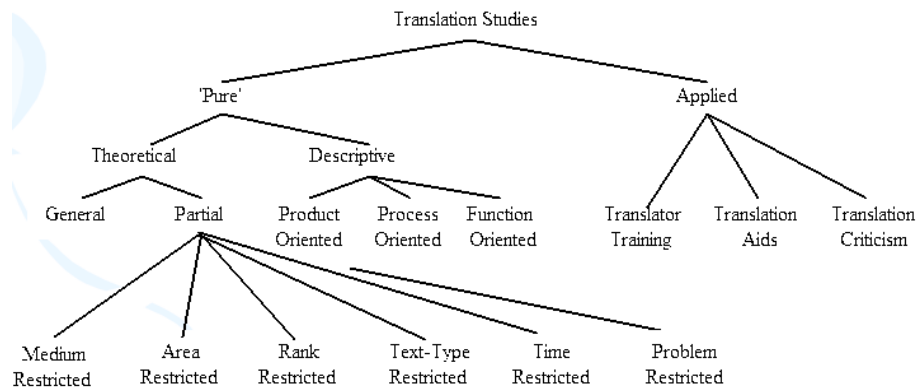 Translation Studies
'Pure'
Applied
Theoretical
Descriptive
General
Partial
Product
Oriented
Process
Oriented
Function
Oriented
Translator
Training
Translation
Aids
Translation
Criticism
Medium
Restricted
Area
Restricted
Rank
Restricted
Text-Type
Restricted
Time
Restricted
Problem
Restricted